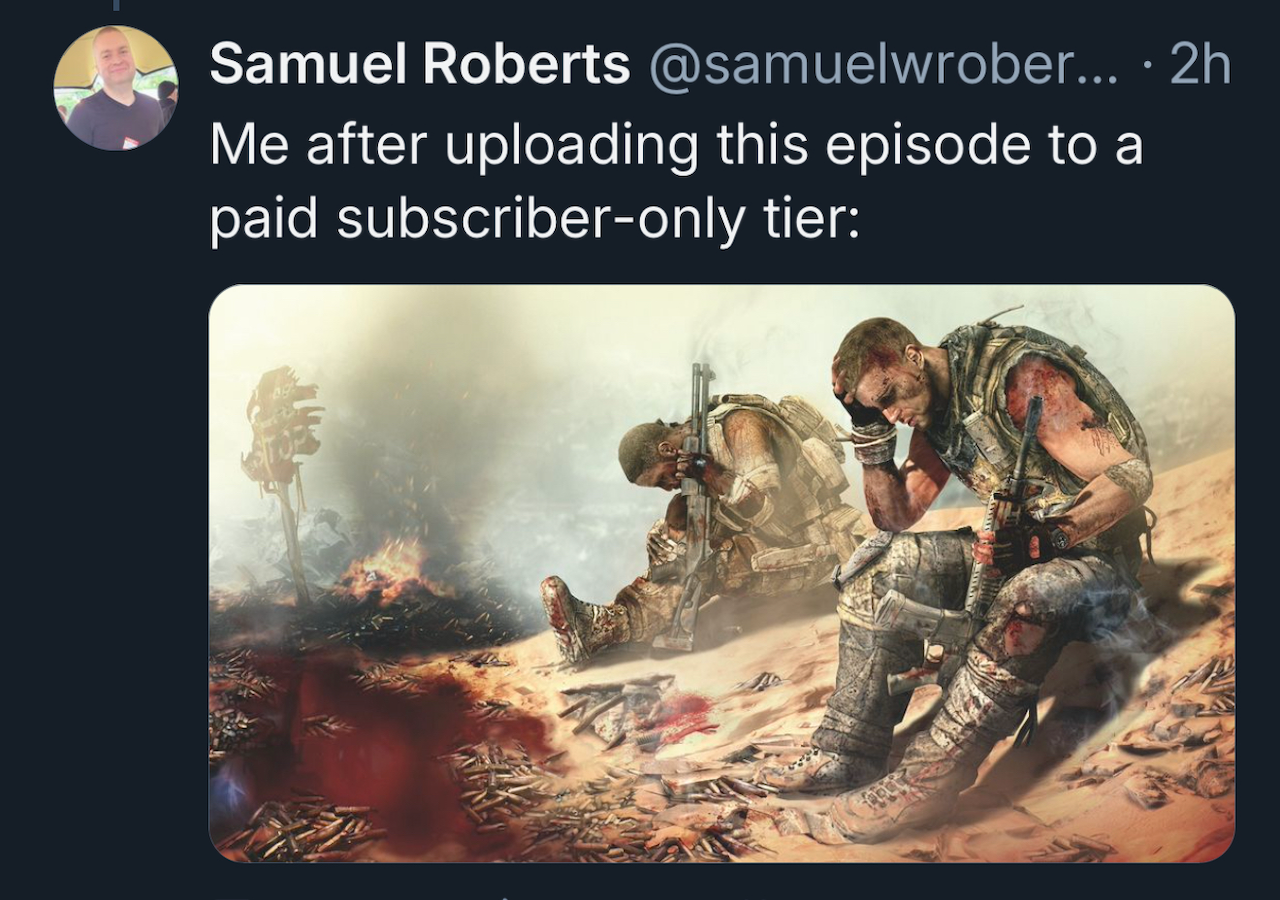 Samuel Roberts @samuelwrober... · 2h
Me after uploading this episode to a
paid subscriber-only tier: